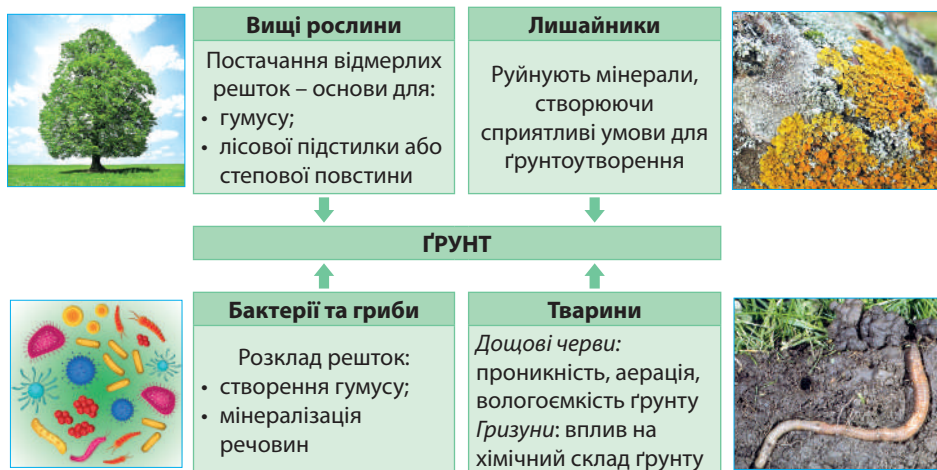 Вищі рослини
Постачання відмерлих
решток – основи для:
• гумусу;
• лісової підстилки або
степової повстини
Лишайники
Руйнують мінерали,
створюючи
сприятливі умови для
ґрунтоутворення
ҐРУНТ
Бактерії та гриби
Розклад решток:
• створення гумусу;
• мінералізація
речовин
Тварини
Дощові черви:
проникність, аерація,
вологоємкість ґрунту
Гризуни: вплив на
хімічний склад ґрунту